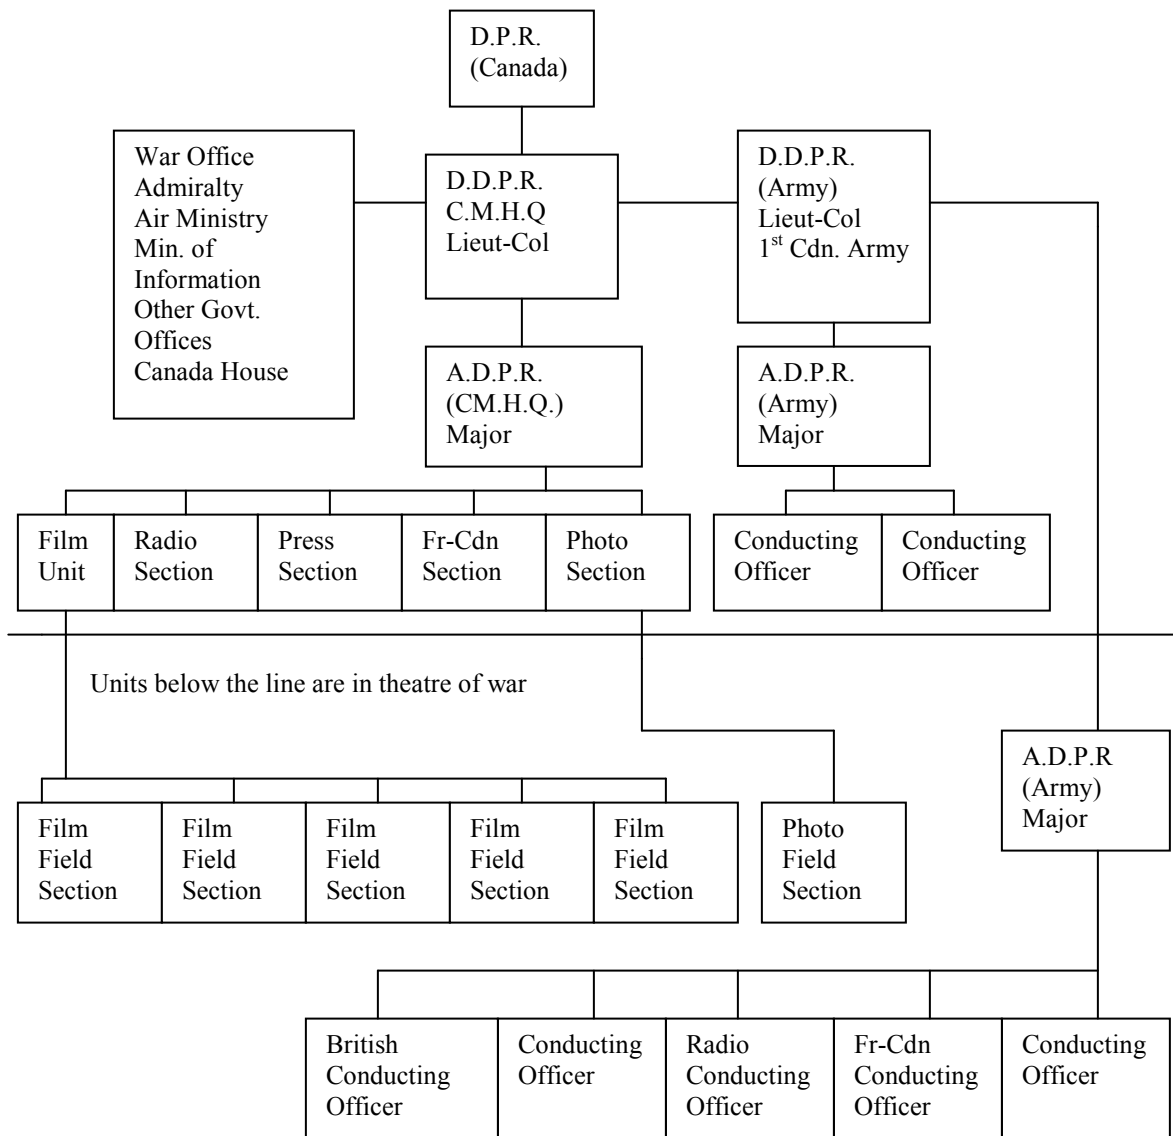 D.P.R.
(Canada)
War Office
Admiralty
Air Ministry
Min. of
Information
Other Govt.
Offices
Canada House
D.D.P.R.
C.M.H.Q
Lieut-Col
D.D.P.R.
(Army)
Lieut-Col
1st Cdn. Army
A.D.P.R.
(CM.H.Q.)
Major
A.D.P.R.
(Army)
Major
Film
Unit
Radio
Section
Press
Section
Fr-Cdn
Section
Photo
Section
Conducting
Officer
Conducting
Officer
Units below the line are in theatre of war
A.D.P.R
(Army)
Major
Film
Field
Section
Film
Field
Section
Film
Field
Section
Film
Field
Section
Film
Field
Section
Photo
Field
Section
British
Conducting
Officer
Conducting
Officer
Radio
Conducting
Officer
Fr-Cdn
Conducting
Officer
Conducting
Officer